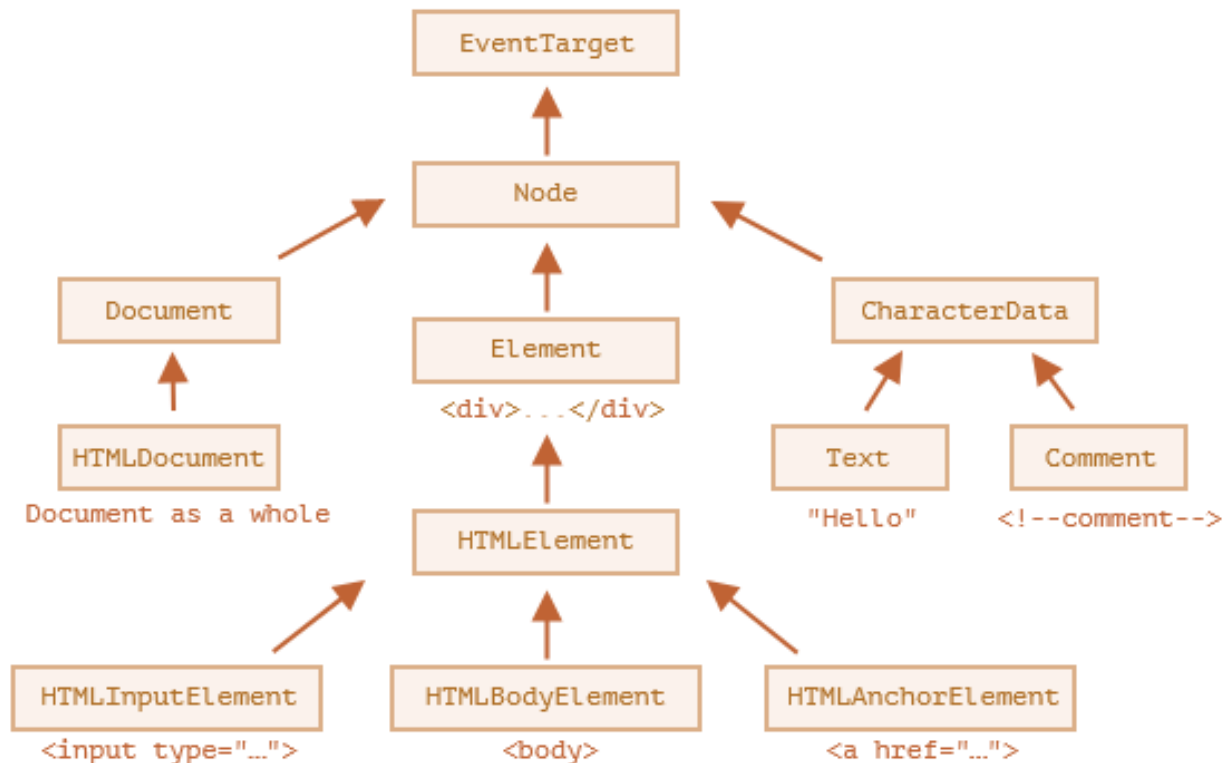 EventTarget
Node
Document
CharacterData
Element
<div>...</div>
HTMLDocument
Text
Comment
Document as a whole
"Hello"
<!--comment-->
HTMLElement
HTMLInputElement
HTMLBodyElement
HTMLAnchorElement
<input type="…">
<body>
<a href="…">